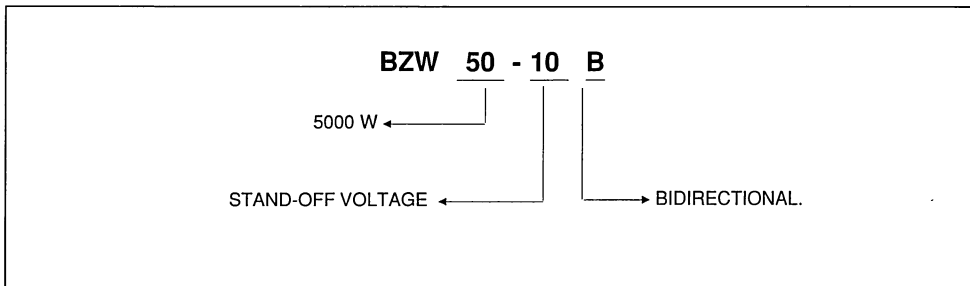 BZW 50 - 10 B
5000 W
STAND-OFF VOLTAGE
BIDIRECTIONAL.